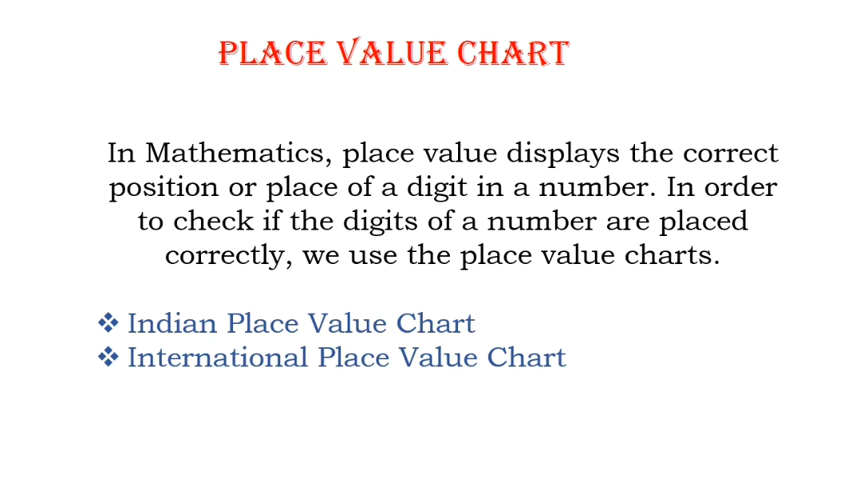 PLACE VALUE CHART
In Mathematics, place value displays the correct
position or place of a digit in a number. In order
to check if the digits of a number are placed
correctly, we use the place value charts.
❖ Indian Place Value Chart
❖ International Place Value Chart